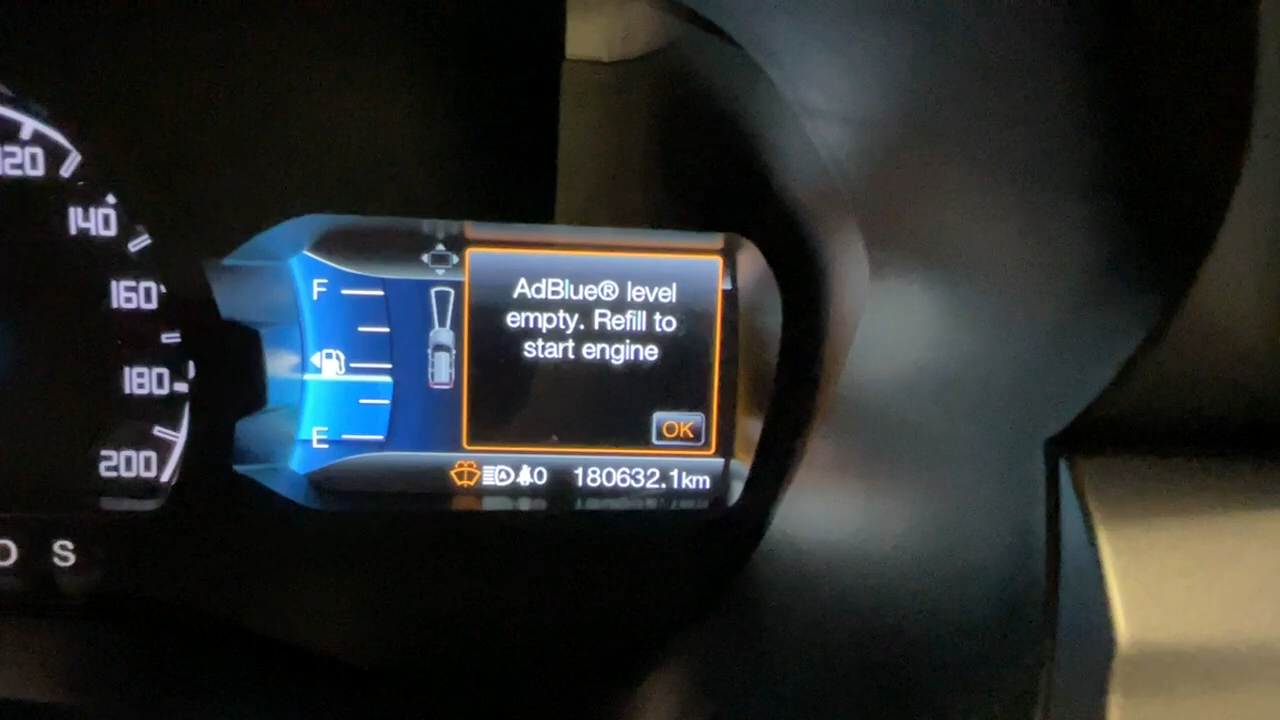 120
140
160
180
200
D S
F
E
AdBlue® level
empty. Refill to
start engine
OK
0 180632.1km